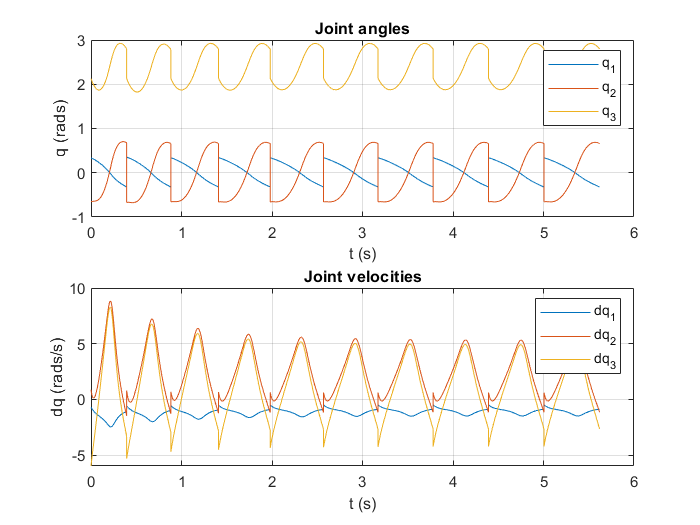 Joint angles
3
2
1
0
-1
q (rads)
q1
q2
q3
0 1 2 3 4 5 6
t (s)
Joint velocities
10
5
0
-5
dq (rads/s)
dq1
dq2
dq3
0 1 2 3 4 5 6
t (s)